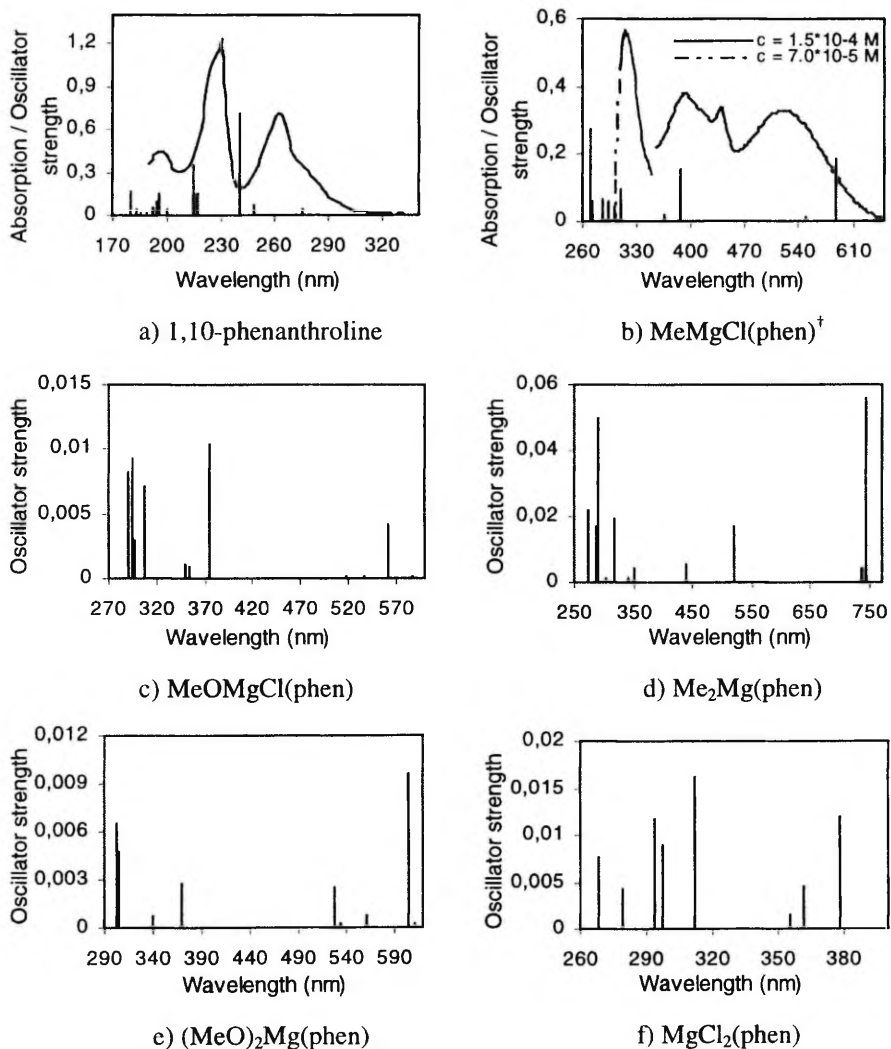 Absorption / Oscillator strength
1,2
0,9
0,6
0,3
0
170 200 230 260 290 320
Wavelength (nm)
a) 1,10-phenanthroline
Absorption / Oscillator strength
0,6
0,4
0,2
0
c = 1.5*10-4 M
c = 7.0*10-5 M
260 330 400 470 540 610
Wavelength (nm)
b) MeMgCl(phen)†
Oscillator strength
0,015
0,01
0,005
0
270 320 370 420 470 520 570
Wavelength (nm)
c) MeOMgCl(phen)
Oscillator strength
0,06
0,04
0,02
0
250 350 450 550 650 750
Wavelength (nm)
d) Me₂Mg(phen)
Oscillator strength
0,012
0,009
0,006
0,003
0
290 340 390 440 490 540 590
Wavelength (nm)
e) (MeO)₂Mg(phen)
Oscillator strength
0,02
0,015
0,01
0,005
0
260 290 320 350 380
Wavelength (nm)
f) MgCl₂(phen)